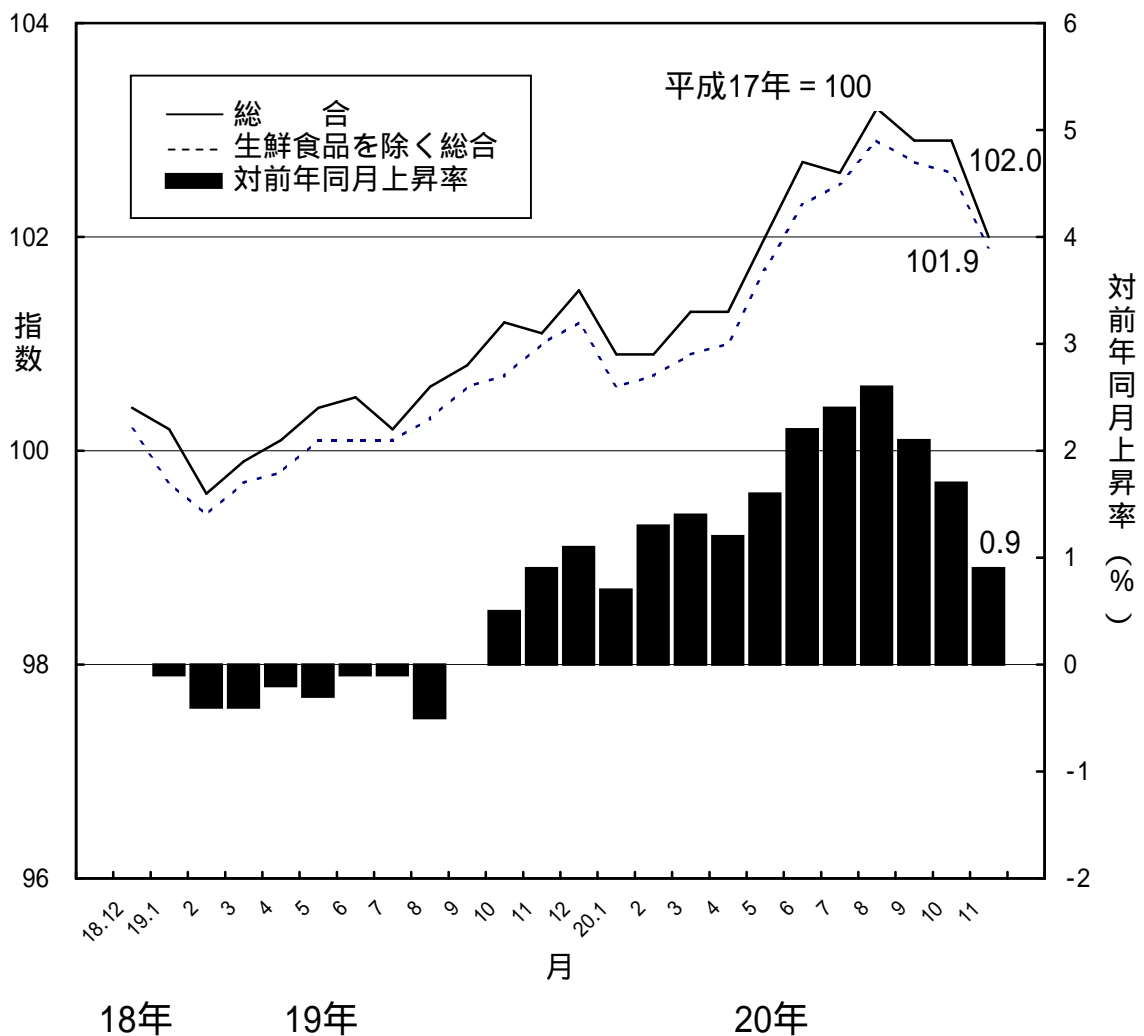 104
102
100
98
96
指数
総　　合
生鮮食品を除く総合
対前年同月上昇率
平成17年 = 100
102.0
101.9
0.9
6
5
4
3
2
1
0
-1
-2
対前年同月上昇率（%）
18.12 19.1 2 3 4 5 6 7 8 9 10 11 12 20.1 2 3 4 5 6 7 8 9 10 11
月
18年 19年 20年